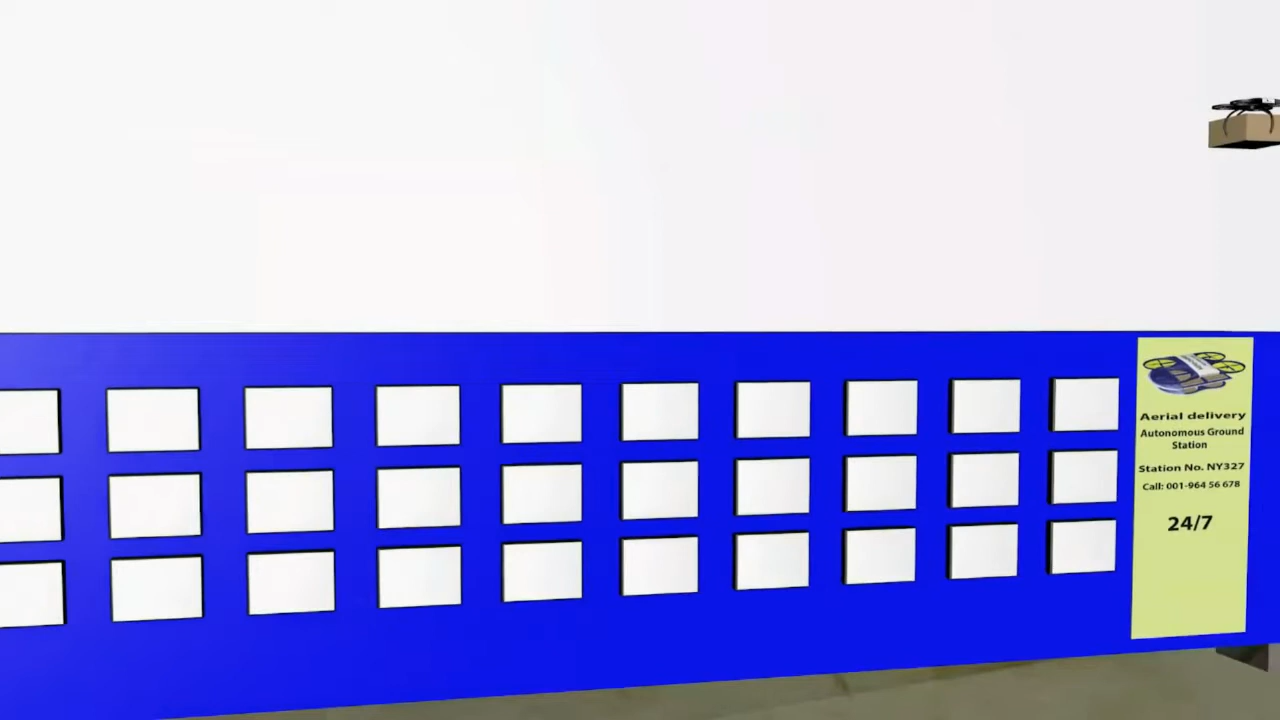 Aerial delivery
Autonomous Ground
Station
Station No. NY327
Call: 001-964 56 678
24/7